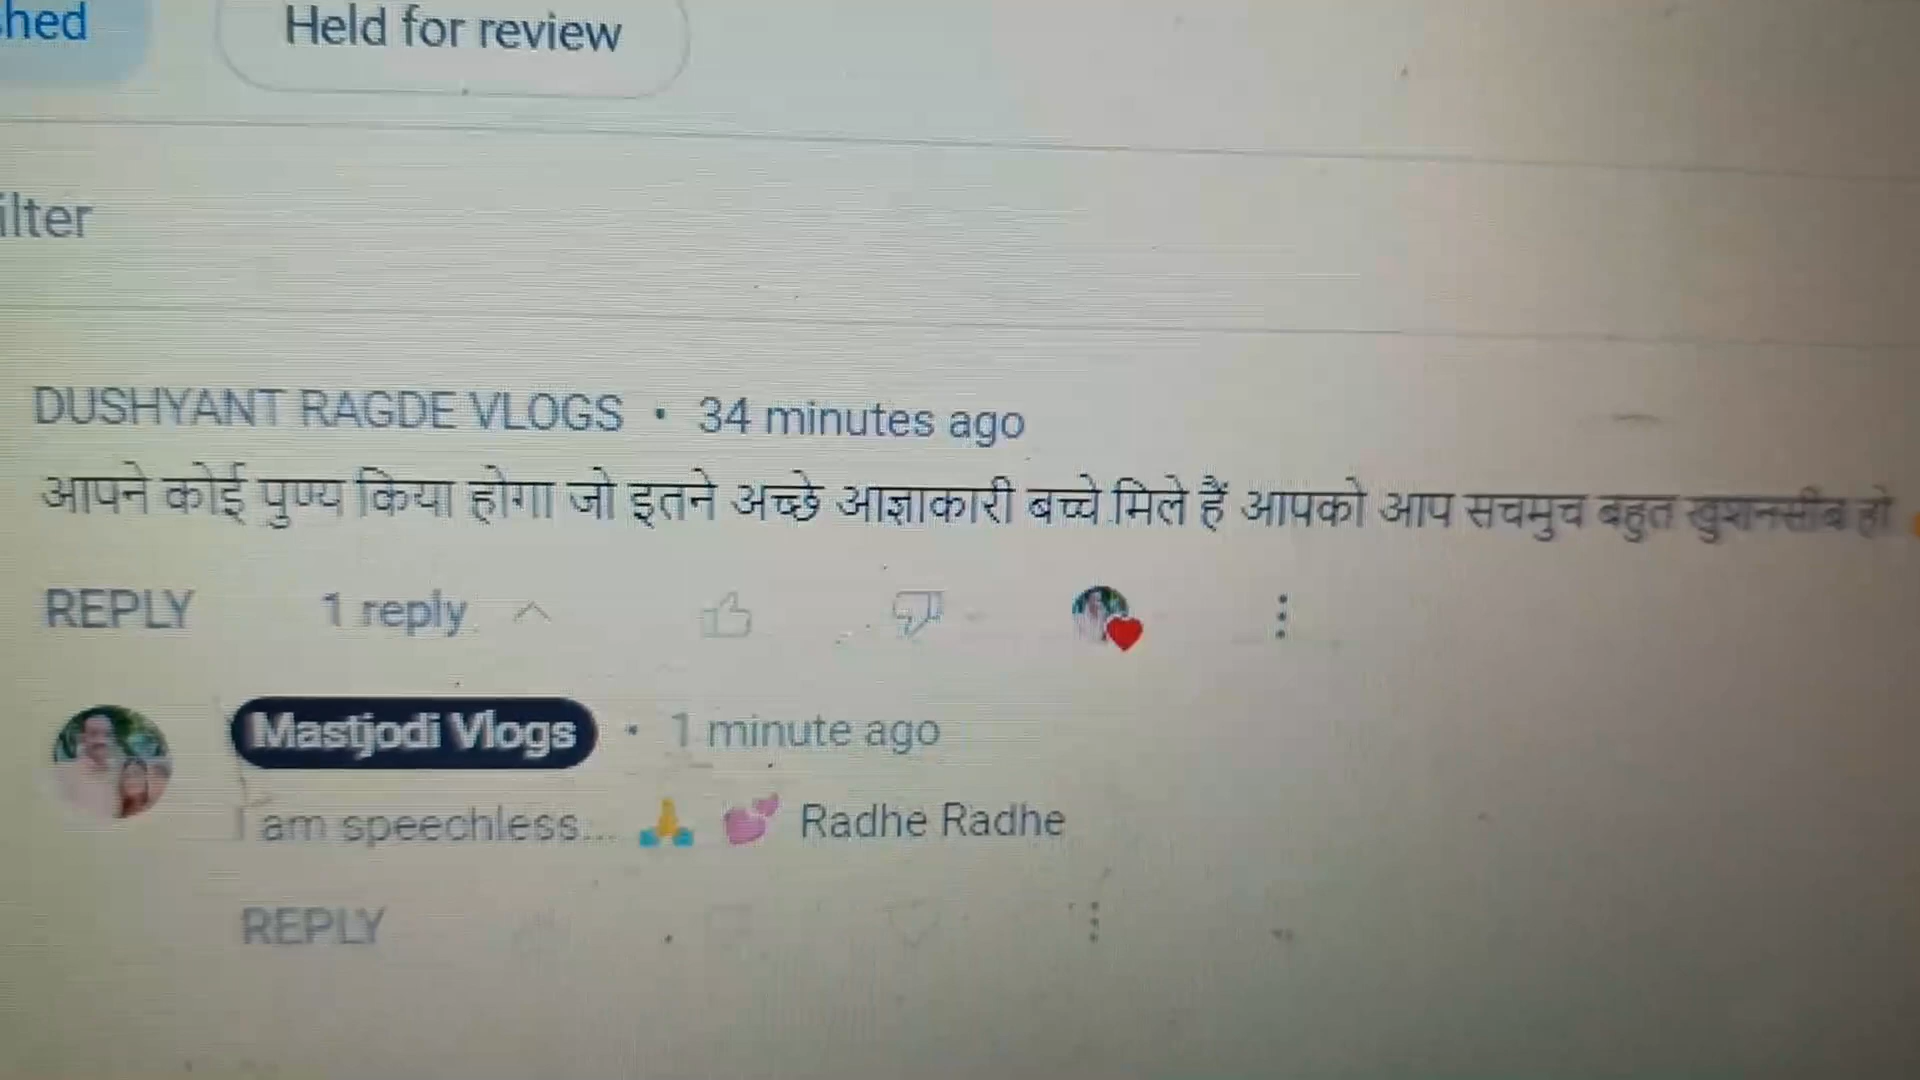 hed
Held for review
ilter
DUSHYANT RAGDE VLOGS • 34 minutes ago
आपने कोई पुण्य किया होगा जो इतने अच्छे आज्ञाकारी बच्चे मिले हैं आपको आप सचमुच बहुत खुशनसीब हो
REPLY 1 reply
Mastjodi Vlogs • 1 minute ago
I am speechless... 🙏 💕 Radhe Radhe
REPLY